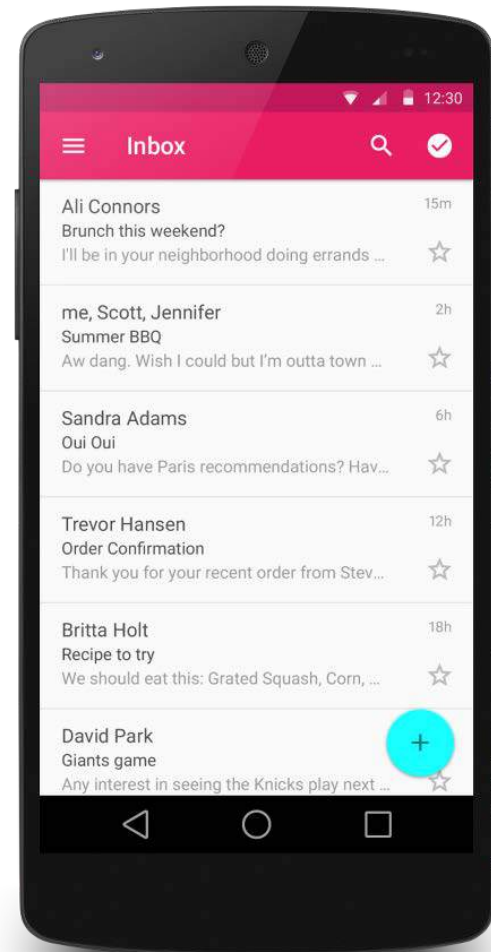 12:30
Inbox
Ali Connors 15m
Brunch this weekend?
I'll be in your neighborhood doing errands ...
me, Scott, Jennifer 2h
Summer BBQ
Aw dang. Wish I could but I'm outta town ...
Sandra Adams 6h
Oui Oui
Do you have Paris recommendations? Hav...
Trevor Hansen 12h
Order Confirmation
Thank you for your recent order from Stev...
Britta Holt 18h
Recipe to try
We should eat this: Grated Squash, Corn, ...
David Park
Giants game
Any interest in seeing the Knicks play next ...